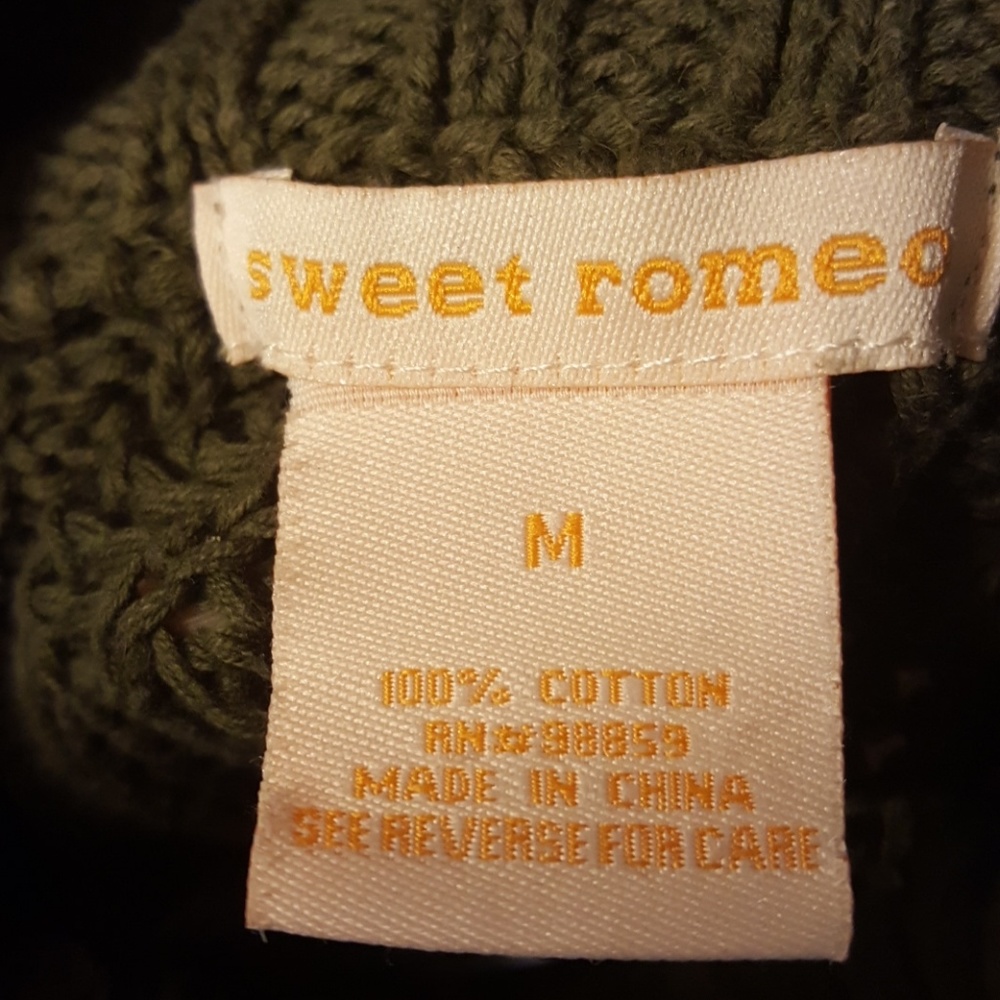 sweet romeo
M
100% COTTON
RN#98859
MADE IN CHINA
SEE REVERSE FOR CARE